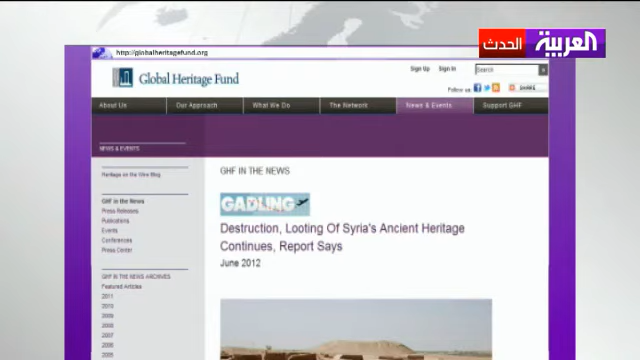 http://globalheritagefund.org
الحدث العربية
Global Heritage Fund
Sign Up Sign In Search
Follow us SHARE
About Us Our Approach What We Do The Network News & Events Support GHF
NEWS & EVENTS
Heritage on the Wire Blog
GHF in the News
Press Releases
Publications
Events
Conferences
Press Center
GHF IN THE NEWS ARCHIVES
Featured Articles
2011
2010
2009
2008
2007
2006
2005
GHF IN THE NEWS
GADLING
Destruction, Looting Of Syria's Ancient Heritage
Continues, Report Says
June 2012